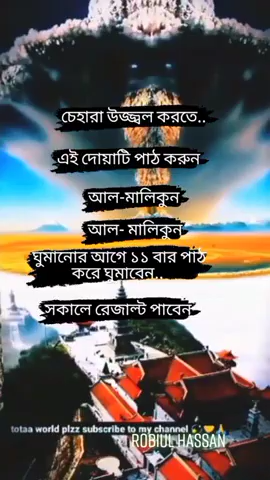 চেহারা উজ্জ্বল করতে..
এই দোয়াটি পাঠ করুন
আল-মালিকুন
আল- মালিকুন
ঘুমানোর আগে ১১ বার পাঠ
করে ঘুমাবেন..
সকালে রেজাল্ট পাবেন
totaa world plzz subscribe to my channel
ROBIUL HASSAN